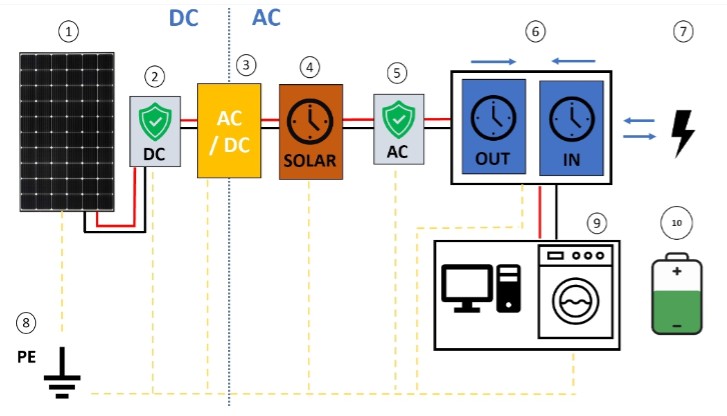 DC
AC
1
2
3
4
5
6
7
DC
AC
/ DC
SOLAR
AC
OUT
IN
8
PE
9
10
+
−